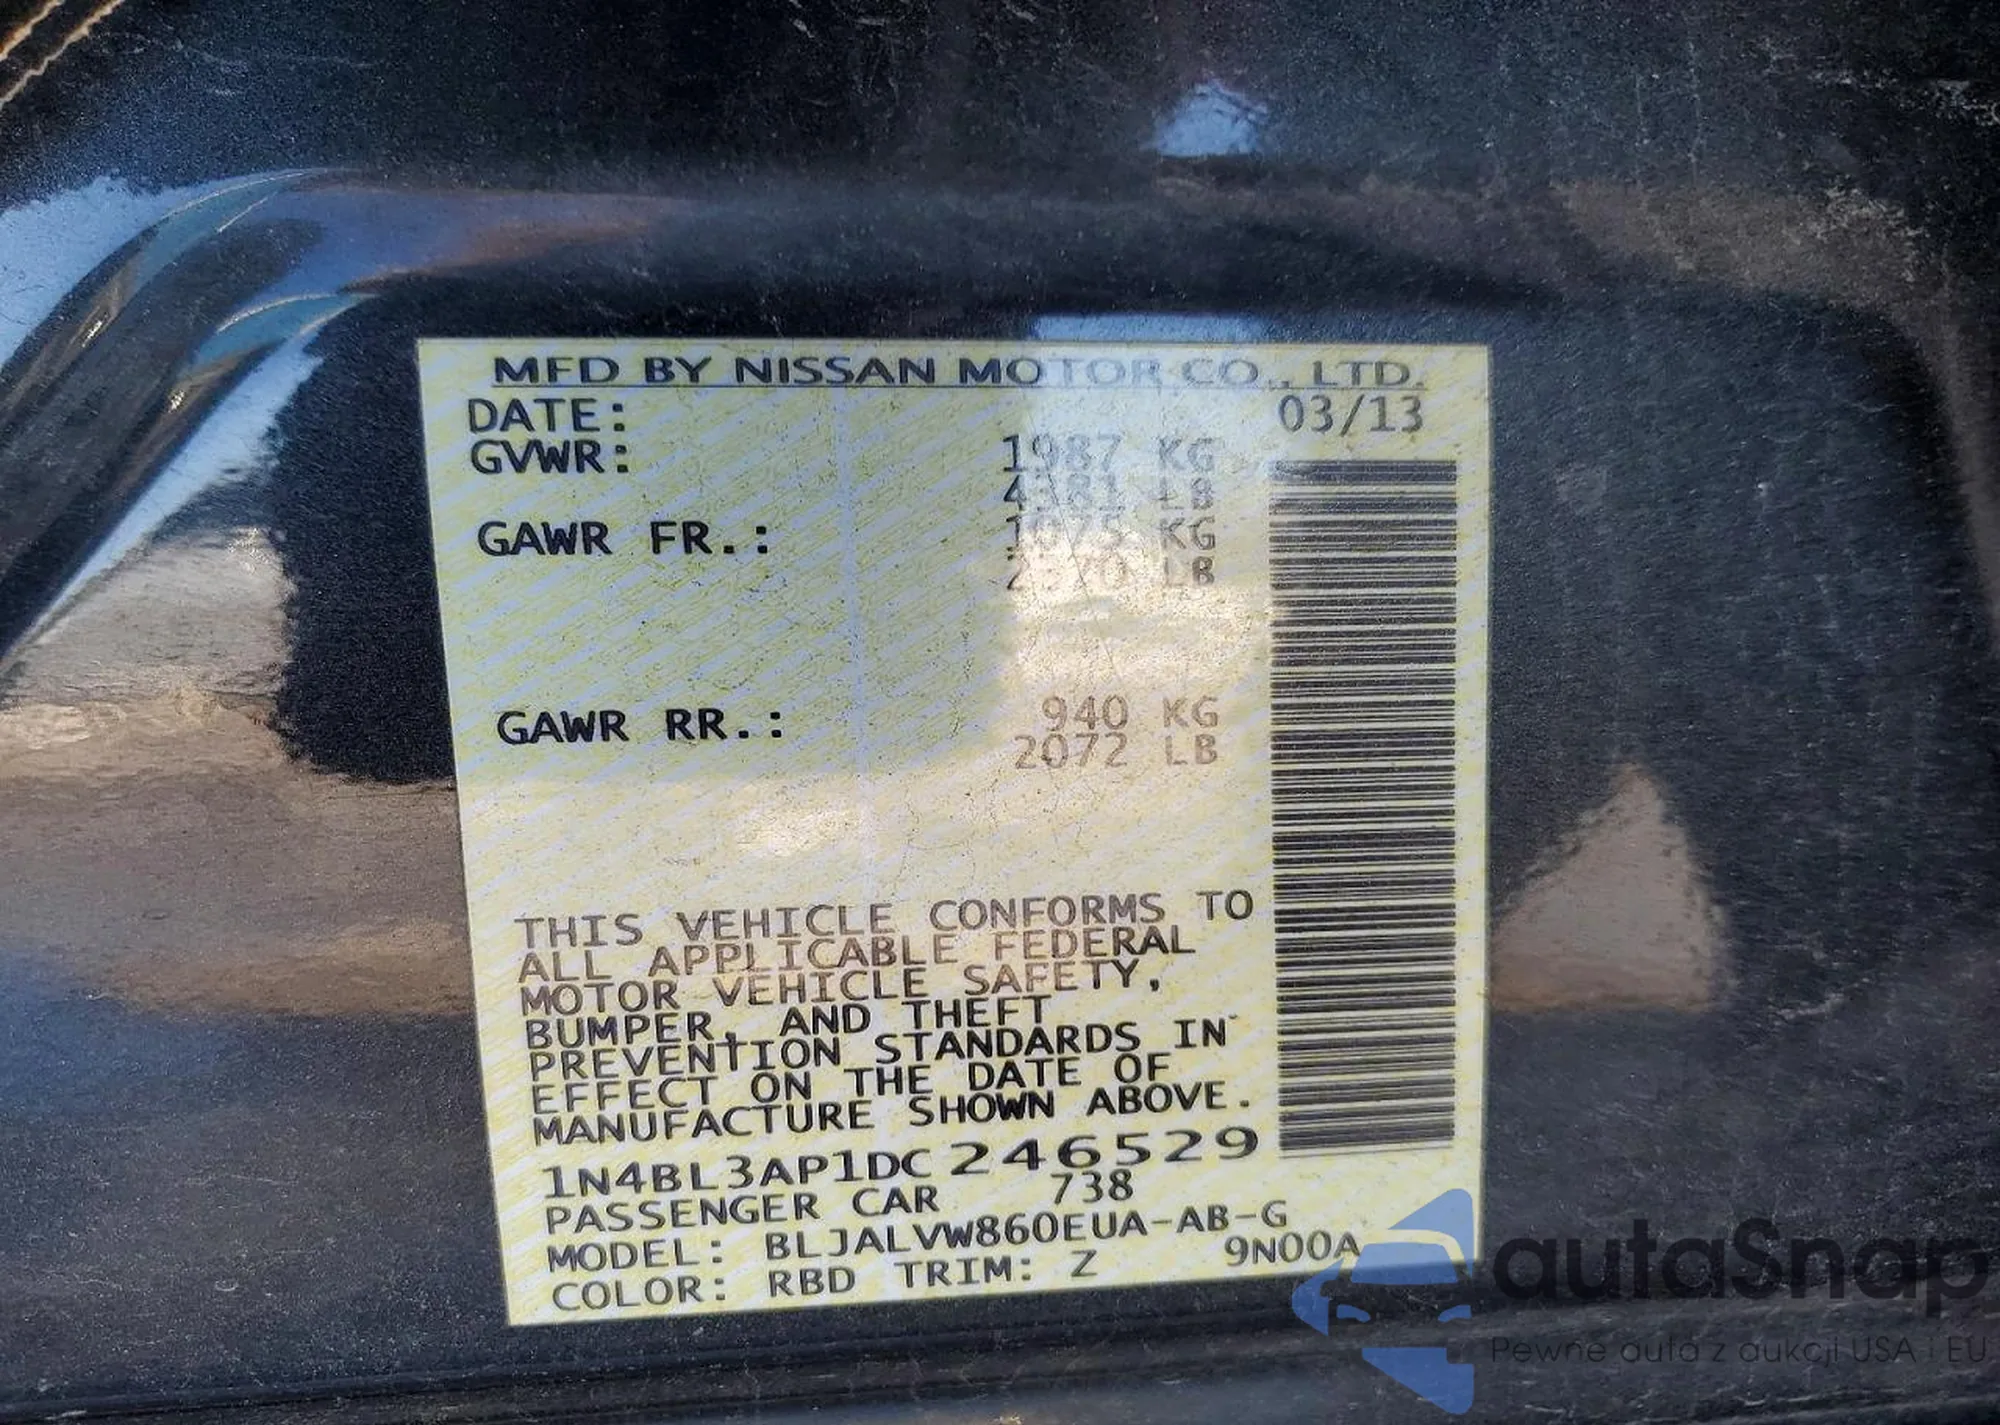 MFD BY NISSAN MOTOR CO., LTD.
DATE: 03/13
GVWR: 1987 KG
4381 LB
GAWR FR.: 1075 KG
2370 LB
GAWR RR.: 940 KG
2072 LB
THIS VEHICLE CONFORMS TO
ALL APPLICABLE FEDERAL
MOTOR VEHICLE SAFETY,
BUMPER, AND THEFT
PREVENTION STANDARDS IN
EFFECT ON THE DATE OF
MANUFACTURE SHOWN ABOVE.
1N4BL3AP1DC246529
PASSENGER CAR 738
MODEL: BLJALVW860EUA-AB-G
COLOR: RBD TRIM: Z 9N00A
autaSnap
Pewne auta z aukcji USA i EU